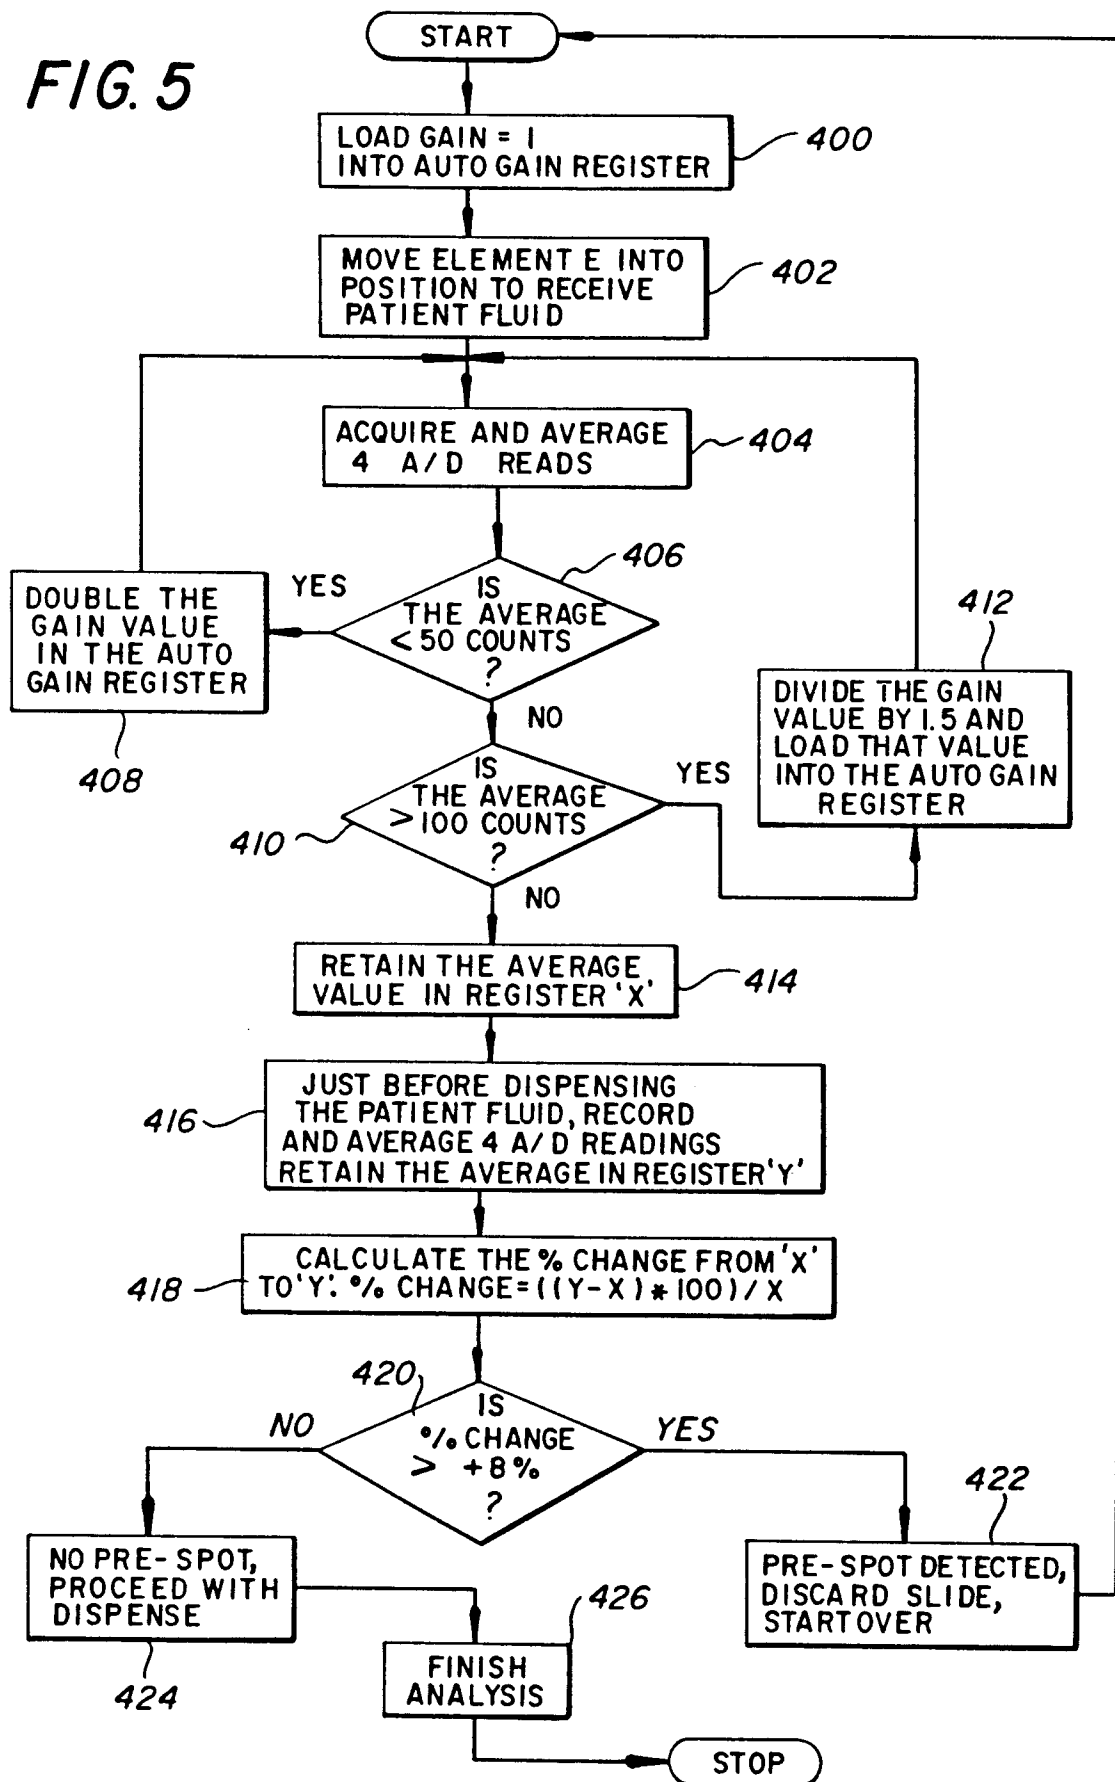 START
FIG. 5
LOAD GAIN = 1
INTO AUTO GAIN REGISTER
400
MOVE ELEMENT E INTO
POSITION TO RECEIVE
PATIENT FLUID
402
ACQUIRE AND AVERAGE
4 A/D READS
404
406
IS
THE AVERAGE
< 50 COUNTS
?
YES
DOUBLE THE
GAIN VALUE
IN THE AUTO
GAIN REGISTER
408
NO
412
DIVIDE THE GAIN
VALUE BY 1.5 AND
LOAD THAT VALUE
INTO THE AUTO GAIN
REGISTER
IS
THE AVERAGE
> 100 COUNTS
?
YES
410
NO
RETAIN THE AVERAGE
VALUE IN REGISTER 'X'
414
JUST BEFORE DISPENSING
THE PATIENT FLUID, RECORD
AND AVERAGE 4 A/D READINGS
RETAIN THE AVERAGE IN REGISTER 'Y'
416
CALCULATE THE % CHANGE FROM 'X'
TO 'Y': % CHANGE = ((Y-X) * 100) / X
418
420
IS
% CHANGE
> +8%
?
NO
YES
422
NO PRE-SPOT,
PROCEED WITH
DISPENSE
424
PRE-SPOT DETECTED,
DISCARD SLIDE,
STARTOVER
426
FINISH
ANALYSIS
STOP